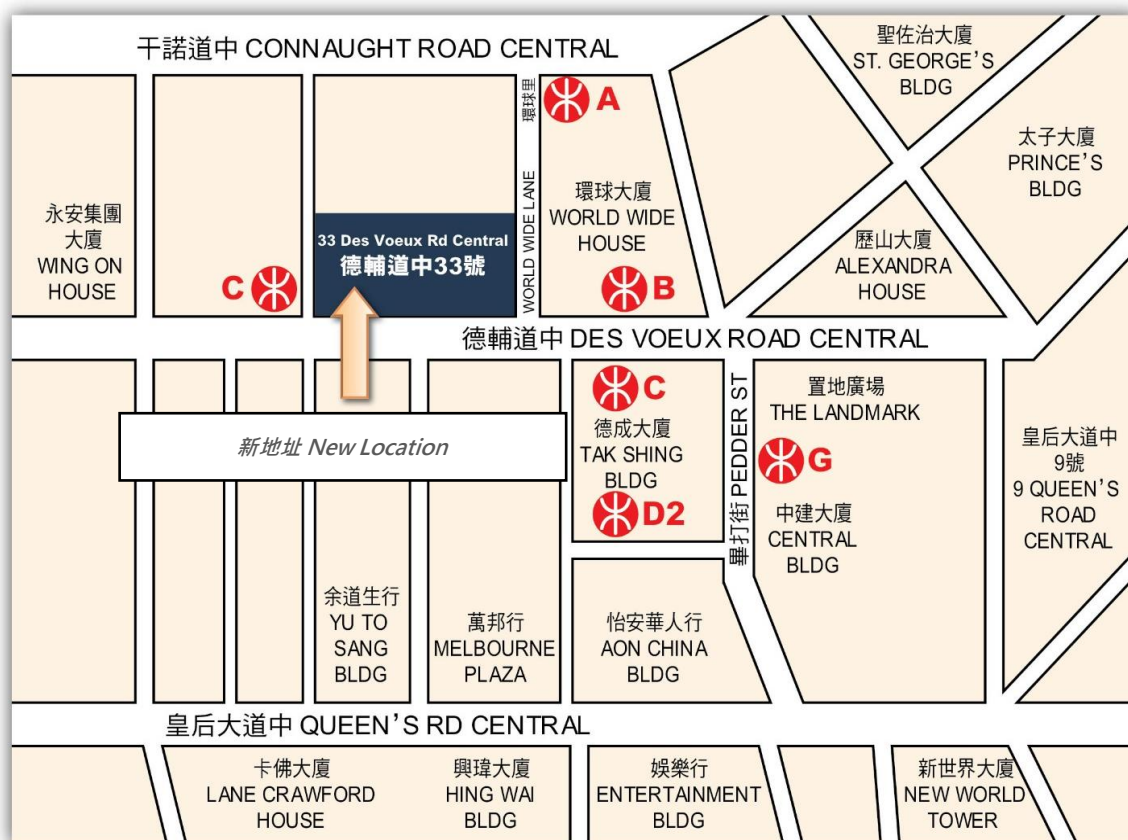 干諾道中 CONNAUGHT ROAD CENTRAL
聖佐治大廈
ST. GEORGE'S
BLDG
環球里
WORLD WIDE LANE
A
太子大廈
PRINCE'S
BLDG
永安集團
大廈
WING ON
HOUSE
C
33 Des Voeux Rd Central
德輔道中33號
環球大廈
WORLD WIDE
HOUSE
B
歷山大廈
ALEXANDRA
HOUSE
德輔道中 DES VOEUX ROAD CENTRAL
新地址 New Location
C
德成大廈
TAK SHING
BLDG
D2
畢打街 PEDDER ST
置地廣場
THE LANDMARK
G
中建大廈
CENTRAL
BLDG
皇后大道中
9號
9 QUEEN'S
ROAD
CENTRAL
余道生行
YU TO
SANG
BLDG
萬邦行
MELBOURNE
PLAZA
怡安華人行
AON CHINA
BLDG
皇后大道中 QUEEN'S RD CENTRAL
卡佛大廈
LANE CRAWFORD
HOUSE
興瑋大廈
HING WAI
BLDG
娛樂行
ENTERTAINMENT
BLDG
新世界大廈
NEW WORLD
TOWER